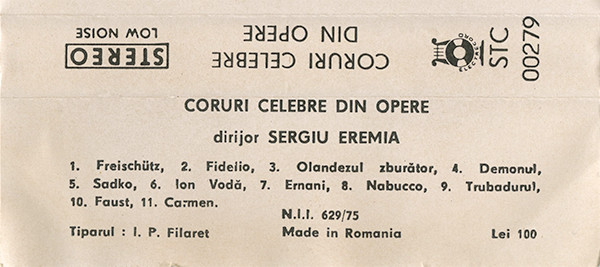 STEREO
LOW NOISE
CORURI CELEBRE
DIN OPERE
ELECTRECORD
STC
00279
CORURI CELEBRE DIN OPERE
dirijor SERGIU EREMIA
1. Freischütz, 2. Fidelio, 3. Olandezul zburător, 4. Demonul,
5. Sadko, 6. Ion Vodă, 7. Ernani, 8. Nabucco, 9. Trubadurul,
10. Faust, 11. Carmen.
N.I.I. 629/75
Tiparul : I. P. Filaret Made in Romania Lei 100